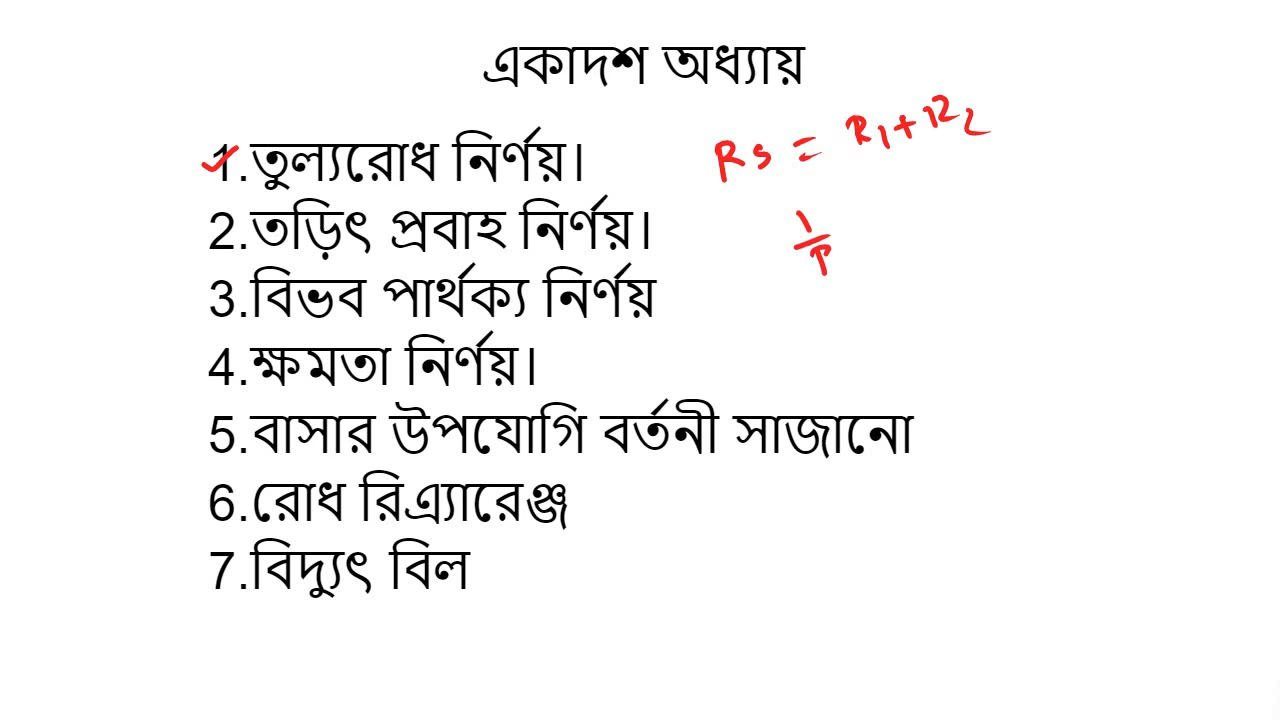 একাদশ অধ্যায়
1.তুল্যরোধ নির্ণয়।
Rs = R1+R2
2.তড়িৎ প্রবাহ নির্ণয়।
1/P
3.বিভব পার্থক্য নির্ণয়
4.ক্ষমতা নির্ণয়।
5.বাসার উপযোগি বর্তনী সাজানো
6.রোধ রিএ্যারেঞ্জ
7.বিদ্যুৎ বিল